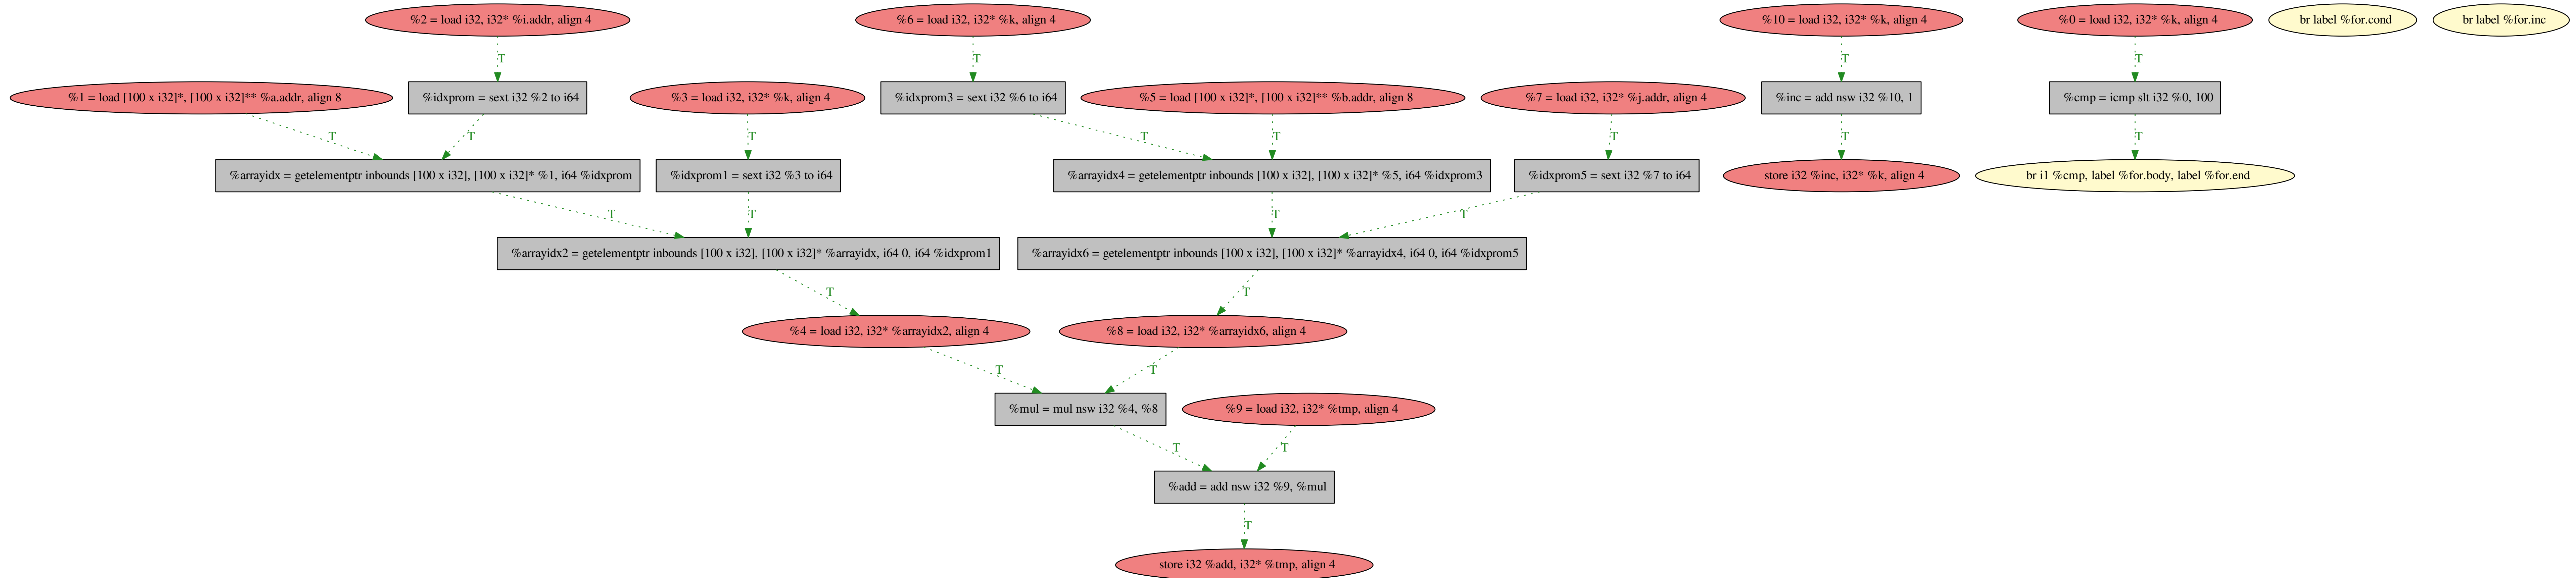 %2 = load i32, i32* %i.addr, align 4
%6 = load i32, i32* %k, align 4
%10 = load i32, i32* %k, align 4
%0 = load i32, i32* %k, align 4
br label %for.cond
br label %for.inc
T
T
T
T
%1 = load [100 x i32]*, [100 x i32]** %a.addr, align 8
%idxprom = sext i32 %2 to i64
%3 = load i32, i32* %k, align 4
%idxprom3 = sext i32 %6 to i64
%5 = load [100 x i32]*, [100 x i32]** %b.addr, align 8
%7 = load i32, i32* %j.addr, align 4
%inc = add nsw i32 %10, 1
%cmp = icmp slt i32 %0, 100
T
T
T
T
T
T
T
T
%arrayidx = getelementptr inbounds [100 x i32], [100 x i32]* %1, i64 %idxprom
%idxprom1 = sext i32 %3 to i64
%arrayidx4 = getelementptr inbounds [100 x i32], [100 x i32]* %5, i64 %idxprom3
%idxprom5 = sext i32 %7 to i64
store i32 %inc, i32* %k, align 4
br i1 %cmp, label %for.body, label %for.end
T
T
T
T
%arrayidx2 = getelementptr inbounds [100 x i32], [100 x i32]* %arrayidx, i64 0, i64 %idxprom1
%arrayidx6 = getelementptr inbounds [100 x i32], [100 x i32]* %arrayidx4, i64 0, i64 %idxprom5
T
T
%4 = load i32, i32* %arrayidx2, align 4
%8 = load i32, i32* %arrayidx6, align 4
T
T
%mul = mul nsw i32 %4, %8
%9 = load i32, i32* %tmp, align 4
T
T
%add = add nsw i32 %9, %mul
T
store i32 %add, i32* %tmp, align 4